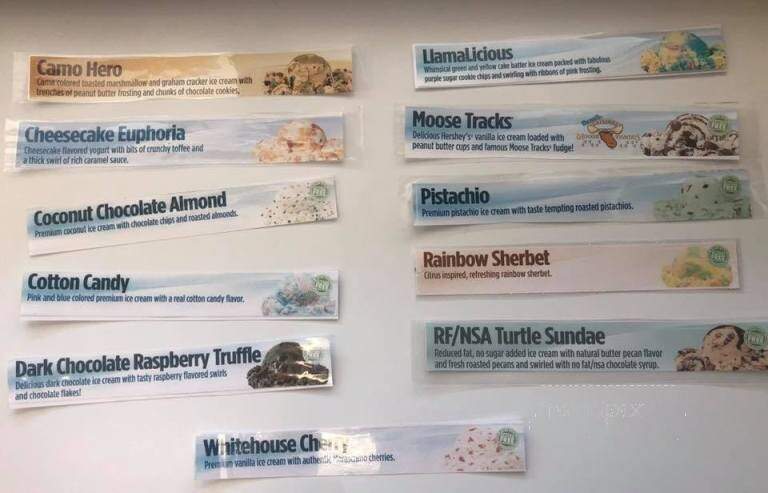 Camo Hero
Camo colored toasted marshmallow and graham cracker ice cream with
trenches of peanut butter frosting and chunks of chocolate cookies.
Cheesecake Euphoria
Cheesecake flavored yogurt with bits of crunchy toffee and
a thick swirl of rich caramel sauce.
Coconut Chocolate Almond
Premium coconut ice cream with chocolate chips and roasted almonds.
Cotton Candy
Pink and blue colored premium ice cream with a real cotton candy flavor.
Dark Chocolate Raspberry Truffle
Delicious dark chocolate ice cream with tasty raspberry flavored swirls
and chocolate flakes!
LlamaLicious
Whimsical green and yellow cake batter ice cream packed with fabulous
purple sugar cookie chips and swirling with ribbons of pink frosting.
Moose Tracks
Delicious Hershey's vanilla ice cream loaded with
peanut butter cups and famous Moose Tracks fudge!
Pistachio
Premium pistachio ice cream with taste tempting roasted pistachios.
Rainbow Sherbet
Citrus inspired, refreshing rainbow sherbet.
RF/NSA Turtle Sundae
Reduced fat, no sugar added ice cream with natural butter pecan flavor
and fresh roasted pecans and swirled with no fat/nsa chocolate syrup.
Whitehouse Cherry
Premium vanilla ice cream with authentic Maraschino cherries.